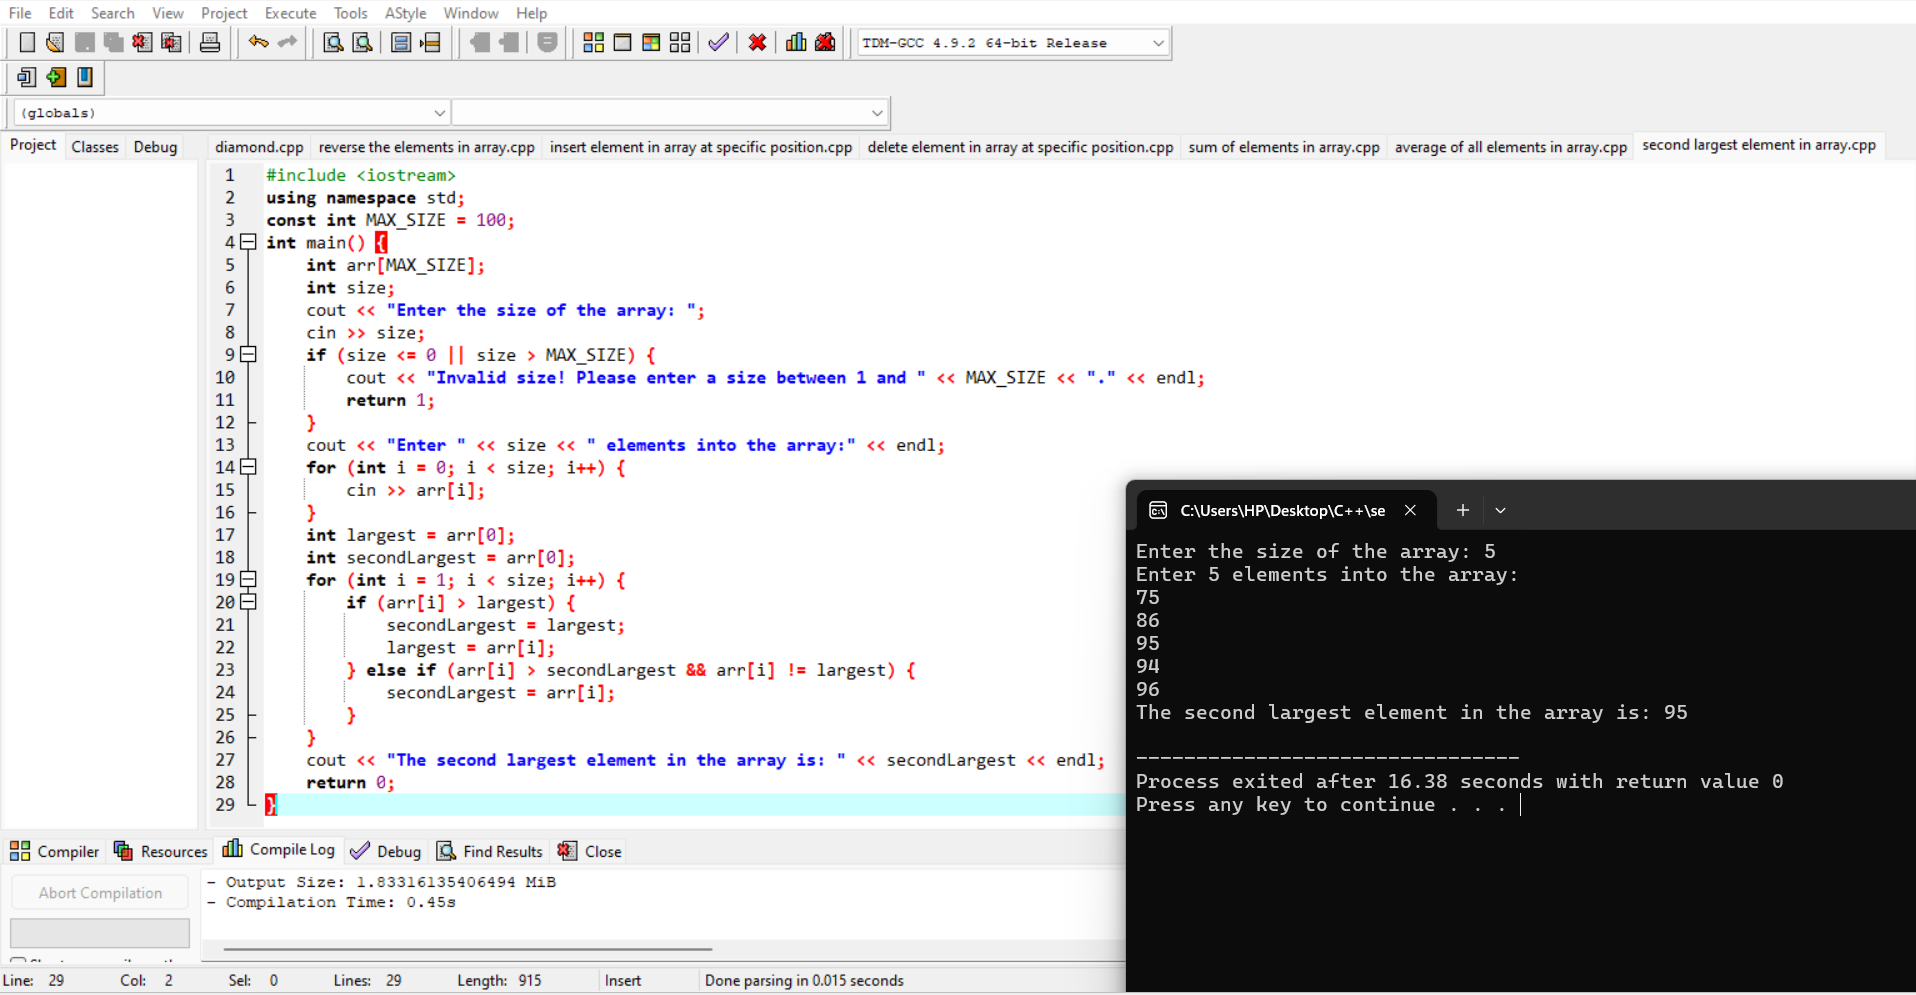 File Edit Search View Project Execute Tools AStyle Window Help
TDM-GCC 4.9.2 64-bit Release
(globals)
Project Classes Debug
diamond.cpp reverse the elements in array.cpp insert element in array at specific position.cpp delete element in array at specific position.cpp sum of elements in array.cpp average of all elements in array.cpp second largest element in array.cpp
1 #include <iostream>
2 using namespace std;
3 const int MAX_SIZE = 100;
4 int main() {
5 int arr[MAX_SIZE];
6 int size;
7 cout << "Enter the size of the array: ";
8 cin >> size;
9 if (size <= 0 || size > MAX_SIZE) {
10 cout << "Invalid size! Please enter a size between 1 and " << MAX_SIZE << "." << endl;
11 return 1;
12 }
13 cout << "Enter " << size << " elements into the array:" << endl;
14 for (int i = 0; i < size; i++) {
15 cin >> arr[i];
16 }
17 int largest = arr[0];
18 int secondLargest = arr[0];
19 for (int i = 1; i < size; i++) {
20 if (arr[i] > largest) {
21 secondLargest = largest;
22 largest = arr[i];
23 } else if (arr[i] > secondLargest && arr[i] != largest) {
24 secondLargest = arr[i];
25 }
26 }
27 cout << "The second largest element in the array is: " << secondLargest << endl;
28 return 0;
29 }
C:\Users\HP\Desktop\C++\se
Enter the size of the array: 5
Enter 5 elements into the array:
75
86
95
94
96
The second largest element in the array is: 95
--------------------------------
Process exited after 16.38 seconds with return value 0
Press any key to continue . . .
Compiler Resources Compile Log Debug Find Results Close
Abort Compilation
- Output Size: 1.83316135406494 MiB
- Compilation Time: 0.45s
Line: 29 Col: 2 Sel: 0 Lines: 29 Length: 915 Insert Done parsing in 0.015 seconds